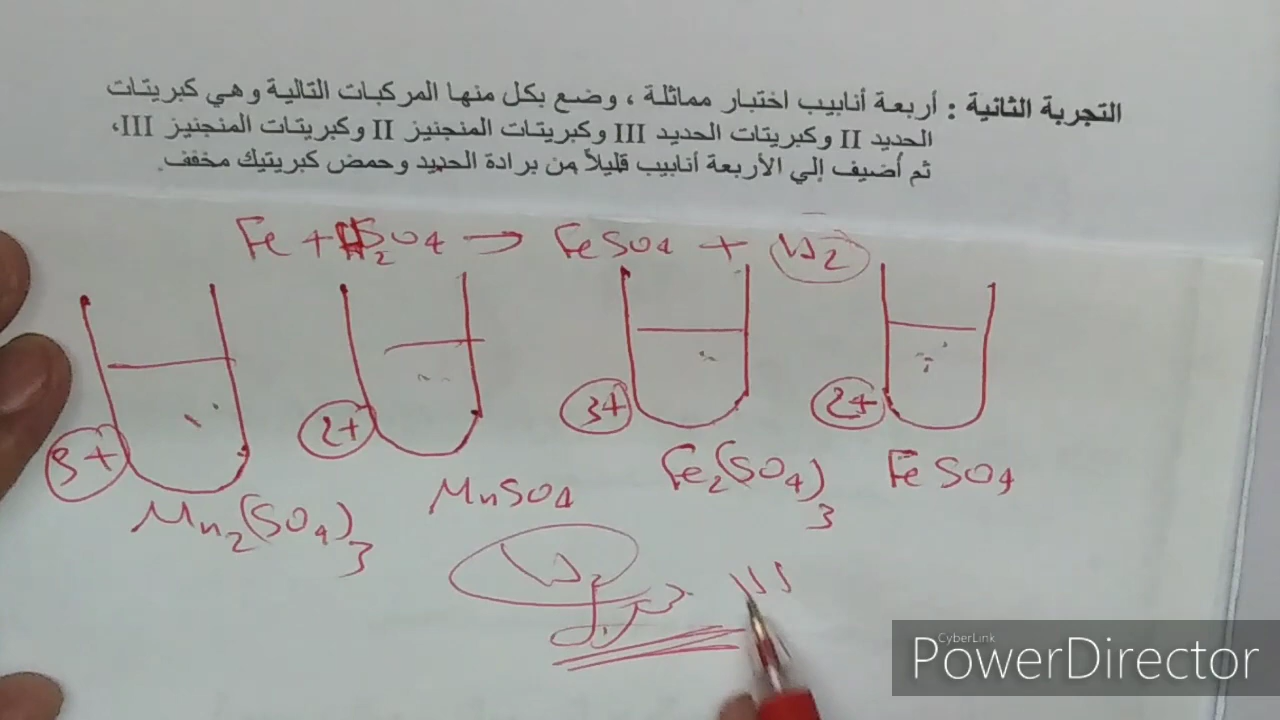 التجربة الثانية : أربعة أنابيب اختبار مماثلة ، وضع بكل منها المركبات التالية وهي كبريتات
الحديد II وكبريتات الحديد III وكبريتات المنجنيز II وكبريتات المنجنيز III،
ثم أضيف إلي الأربعة أنابيب قليلاً من برادة الحديد وحمض كبريتيك مخفف.
Fe + H₂SO₄ → FeSO₄ + H₂
3+ 2+ 3+ 2+
Mn₂(SO₄)₃ MnSO₄ Fe₂(SO₄)₃ FeSO₄
H₂
CyberLink
PowerDirector